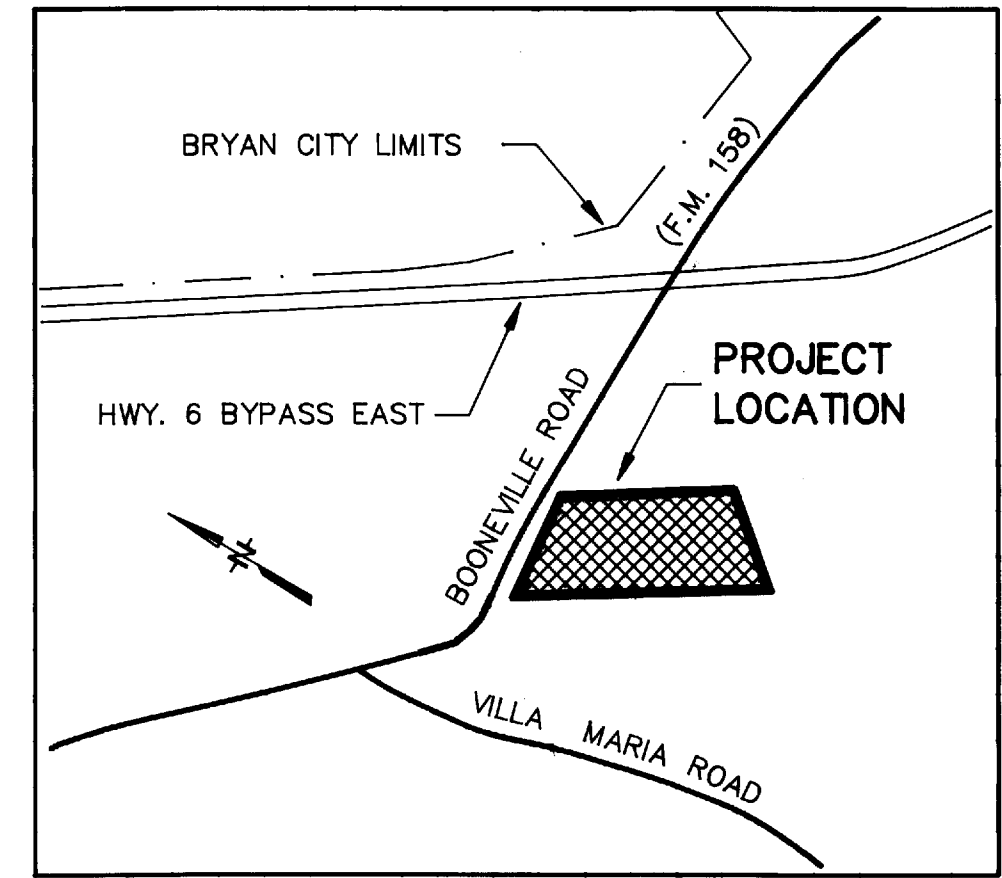 BRYAN CITY LIMITS
(F.M. 158)
HWY. 6 BYPASS EAST
PROJECT
LOCATION
BOONEVILLE ROAD
N
VILLA MARIA ROAD